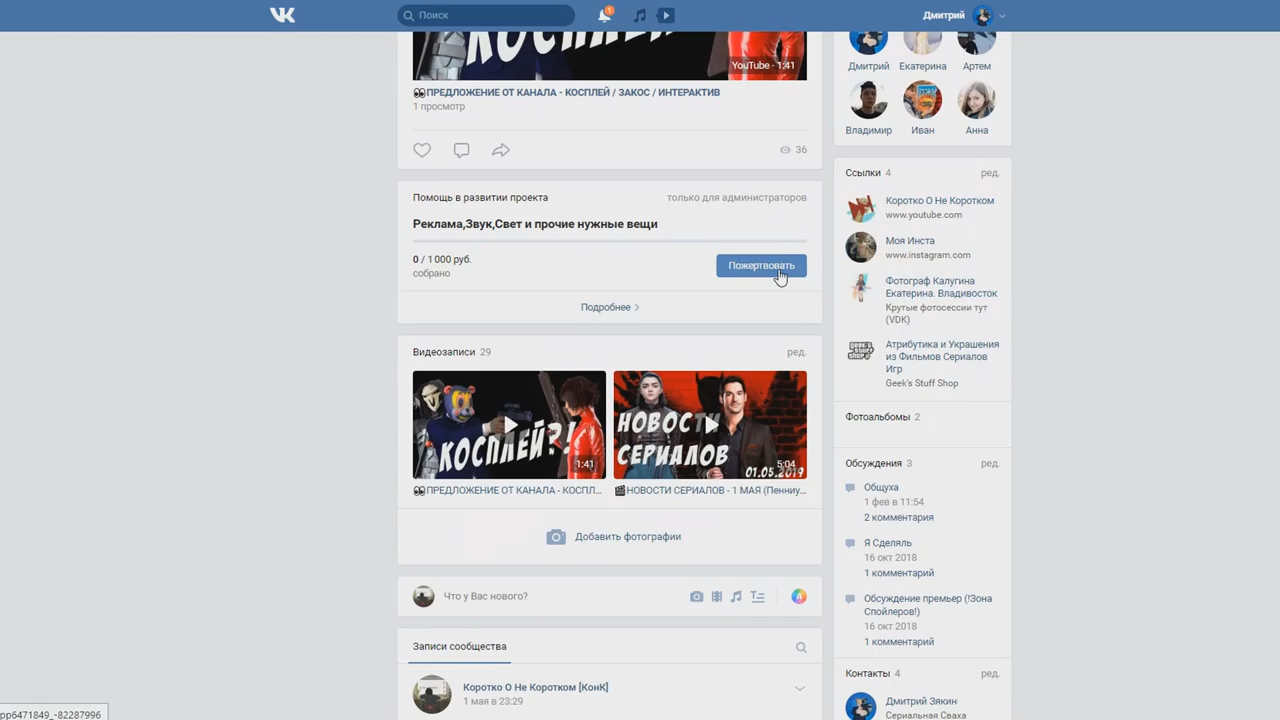 Поиск
1
Дмитрий
КОСПЛЕЙ
YouTube · 1:41
ПРЕДЛОЖЕНИЕ ОТ КАНАЛА - КОСПЛЕЙ / ЗАКОС / ИНТЕРАКТИВ
1 просмотр
36
Помощь в развитии проекта
только для администраторов
Реклама,Звук,Свет и прочие нужные вещи
0 / 1 000 руб.
собрано
Пожертвовать
Подробнее
Видеозаписи 29
ред.
КОСПЛЕЙ?!
1:41
НОВОСТИ
СЕРИАЛОВ
5:04
01.05.2019
ПРЕДЛОЖЕНИЕ ОТ КАНАЛА - КОСПЛ...
НОВОСТИ СЕРИАЛОВ - 1 МАЯ (Пенниу...
Добавить фотографии
Что у Вас нового?
Записи сообщества
Коротко О Не Коротком [КонК]
1 мая в 23:29
Дмитрий
Екатерина
Артем
Владимир
Иван
Анна
Ссылки 4
ред.
Коротко О Не Коротком
www.youtube.com
Моя Инста
www.instagram.com
Фотограф Калугина
Екатерина. Владивосток
Крутые фотосессии тут
(VDK)
Атрибутика и Украшения
из Фильмов Сериалов
Игр
Geek's Stuff Shop
Фотоальбомы 2
Обсуждения 3
ред.
Общуха
1 фев в 11:54
2 комментария
Я Сделяль
16 окт 2018
1 комментарий
Обсуждение премьер (!Зона
Спойлеров!)
16 окт 2018
1 комментарий
Контакты 4
ред.
Дмитрий Зякин
Сериальная Сваха
pp6471849_-82287996